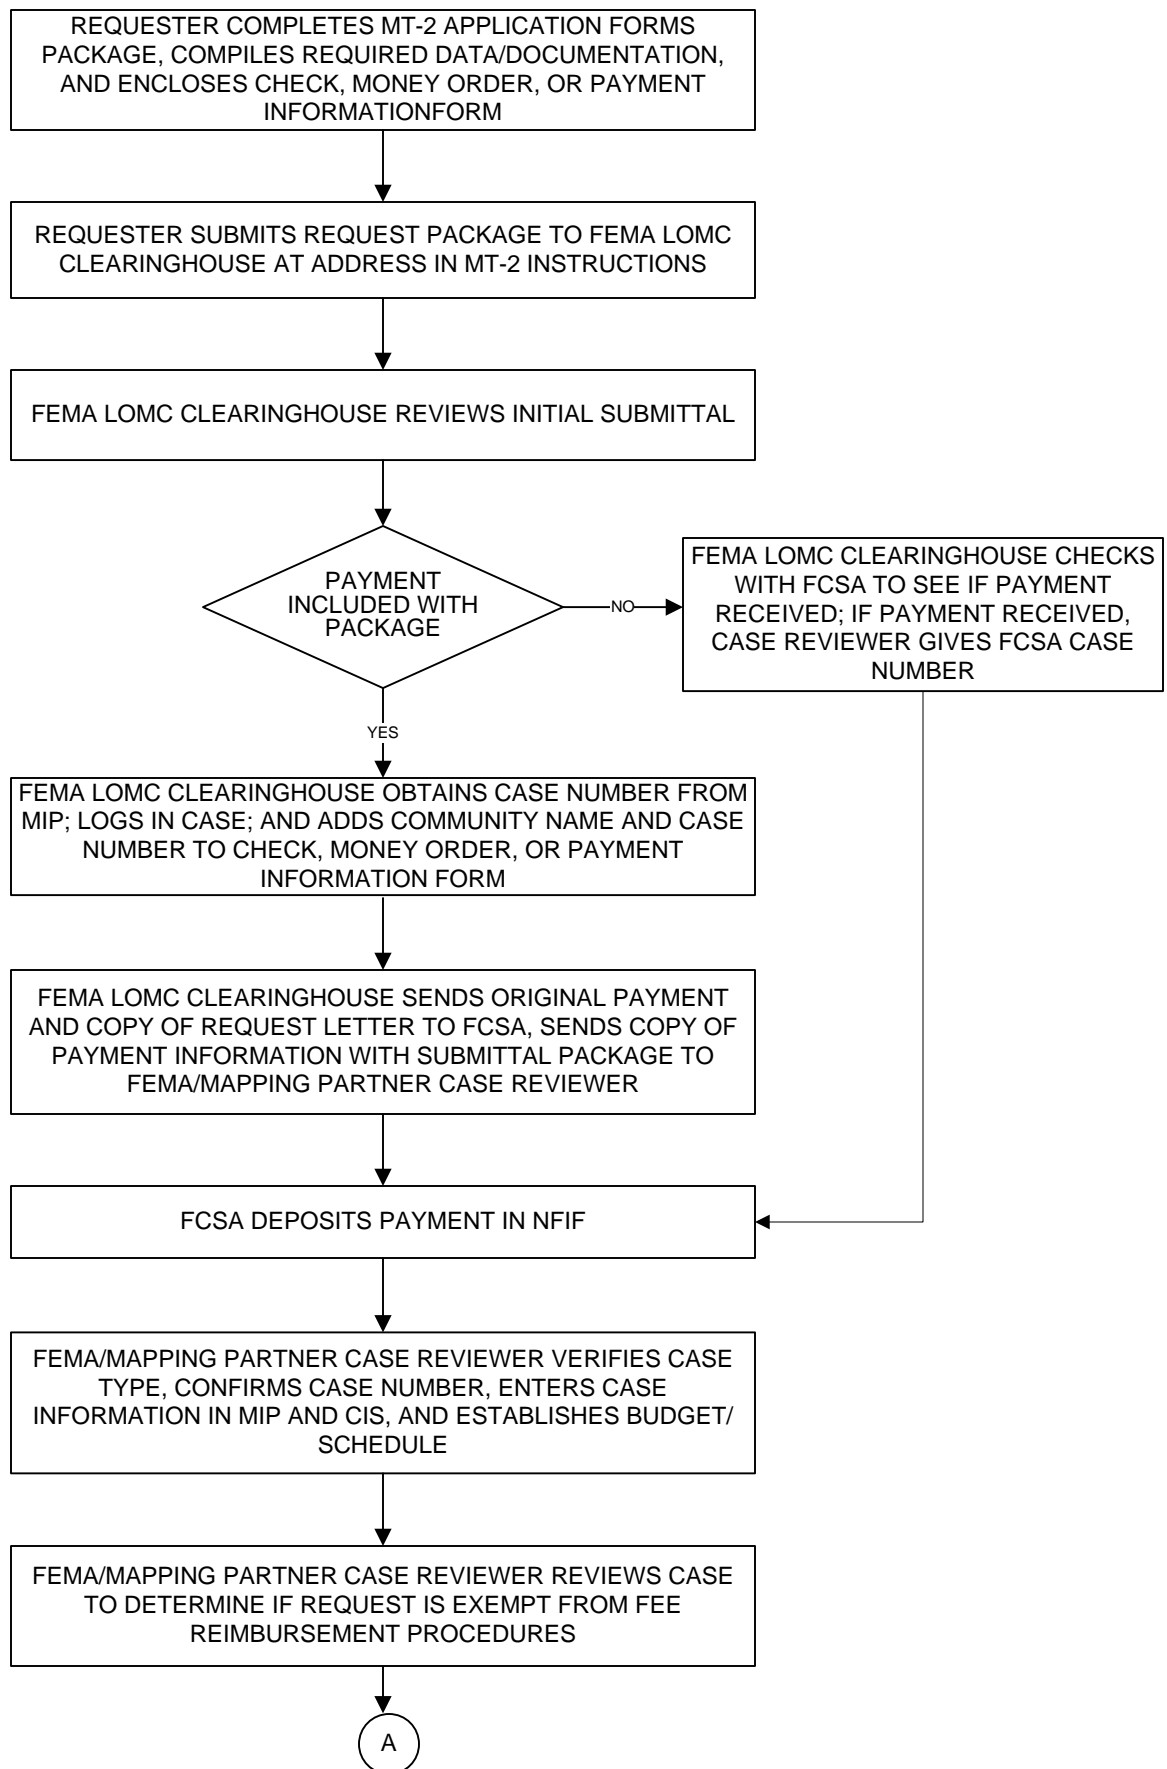 REQUESTER COMPLETES MT-2 APPLICATION FORMS
PACKAGE, COMPILES REQUIRED DATA/DOCUMENTATION,
AND ENCLOSES CHECK, MONEY ORDER, OR PAYMENT
INFORMATIONFORM
REQUESTER SUBMITS REQUEST PACKAGE TO FEMA LOMC
CLEARINGHOUSE AT ADDRESS IN MT-2 INSTRUCTIONS
FEMA LOMC CLEARINGHOUSE REVIEWS INITIAL SUBMITTAL
PAYMENT
INCLUDED WITH
PACKAGE
NO
FEMA LOMC CLEARINGHOUSE CHECKS
WITH FCSA TO SEE IF PAYMENT
RECEIVED; IF PAYMENT RECEIVED,
CASE REVIEWER GIVES FCSA CASE
NUMBER
YES
FEMA LOMC CLEARINGHOUSE OBTAINS CASE NUMBER FROM
MIP; LOGS IN CASE; AND ADDS COMMUNITY NAME AND CASE
NUMBER TO CHECK, MONEY ORDER, OR PAYMENT
INFORMATION FORM
FEMA LOMC CLEARINGHOUSE SENDS ORIGINAL PAYMENT
AND COPY OF REQUEST LETTER TO FCSA, SENDS COPY OF
PAYMENT INFORMATION WITH SUBMITTAL PACKAGE TO
FEMA/MAPPING PARTNER CASE REVIEWER
FCSA DEPOSITS PAYMENT IN NFIF
FEMA/MAPPING PARTNER CASE REVIEWER VERIFIES CASE
TYPE, CONFIRMS CASE NUMBER, ENTERS CASE
INFORMATION IN MIP AND CIS, AND ESTABLISHES BUDGET/
SCHEDULE
FEMA/MAPPING PARTNER CASE REVIEWER REVIEWS CASE
TO DETERMINE IF REQUEST IS EXEMPT FROM FEE
REIMBURSEMENT PROCEDURES
A